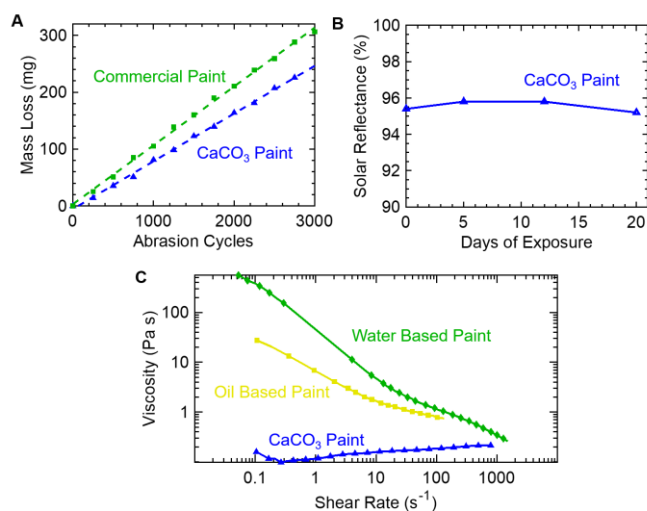 A
300
200
100
0
Mass Loss (mg)
Commercial Paint
CaCO₃ Paint
0 1000 2000 3000
Abrasion Cycles
B
100
98
96
94
92
90
Solar Reflectance (%)
CaCO₃ Paint
0 5 10 15 20
Days of Exposure
C
100
10
1
Viscosity (Pa s)
Water Based Paint
Oil Based Paint
CaCO₃ Paint
0.1 1 10 100 1000
Shear Rate (s⁻¹)